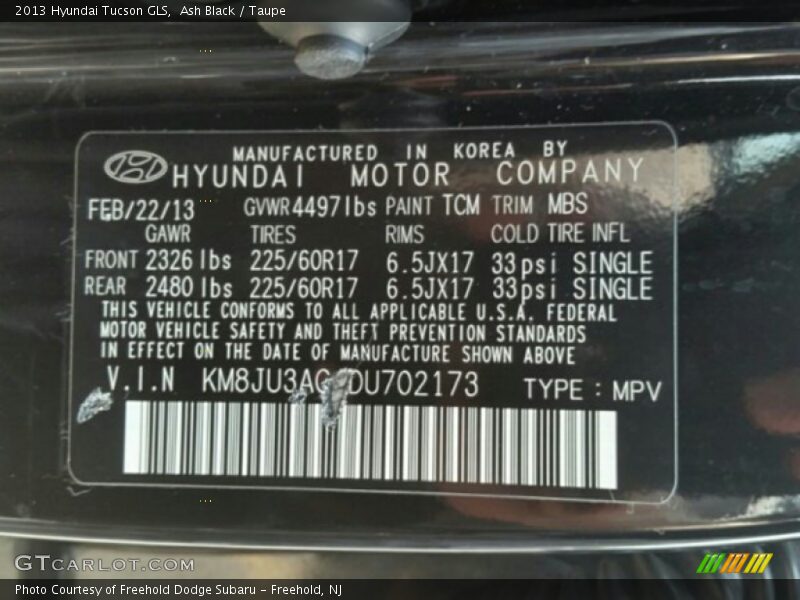 2013 Hyundai Tucson GLS, Ash Black / Taupe
MANUFACTURED IN KOREA BY
HYUNDAI MOTOR COMPANY
FEB/22/13 GVWR 4497lbs PAINT TCM TRIM MBS
GAWR TIRES RIMS COLD TIRE INFL
FRONT 2326 lbs 225/60R17 6.5JX17 33psi SINGLE
REAR 2480 lbs 225/60R17 6.5JX17 33psi SINGLE
THIS VEHICLE CONFORMS TO ALL APPLICABLE U.S.A. FEDERAL
MOTOR VEHICLE SAFETY AND THEFT PREVENTION STANDARDS
IN EFFECT ON THE DATE OF MANUFACTURE SHOWN ABOVE
V.I.N TYPE : MPV
GTCARLOT.COM
Photo Courtesy of Freehold Dodge Subaru - Freehold, NJ